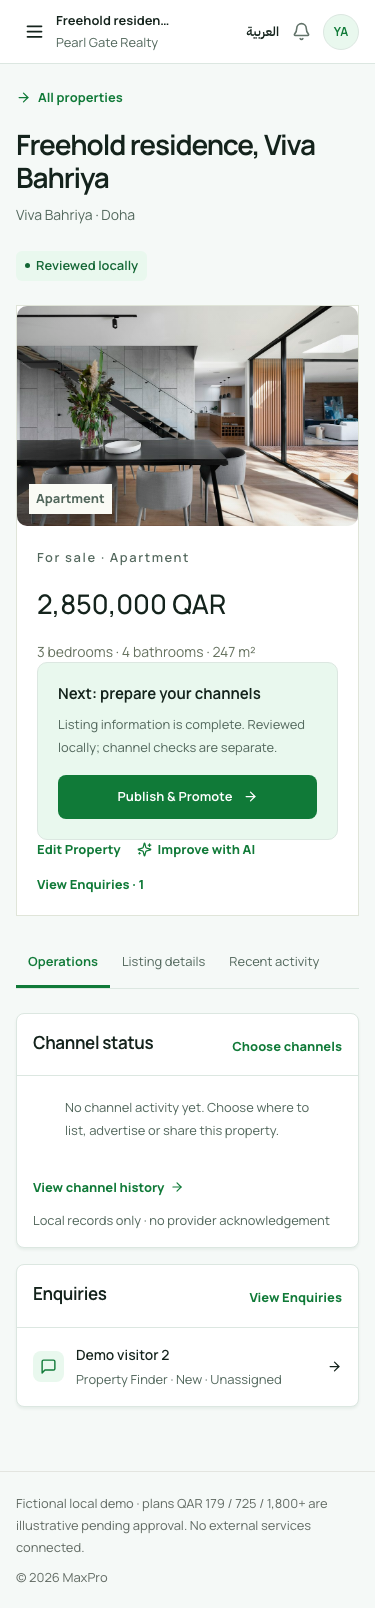 Freehold residen...
Pearl Gate Realty
العربية
YA
All properties
Freehold residence, Viva
Bahriya
Viva Bahriya · Doha
Reviewed locally
Apartment
For sale · Apartment
2,850,000 QAR
3 bedrooms · 4 bathrooms · 247 m²
Next: prepare your channels
Listing information is complete. Reviewed
locally; channel checks are separate.
Publish & Promote
Edit Property
Improve with AI
View Enquiries · 1
Operations
Listing details
Recent activity
Channel status
Choose channels
No channel activity yet. Choose where to
list, advertise or share this property.
View channel history
Local records only · no provider acknowledgement
Enquiries
View Enquiries
Demo visitor 2
Property Finder · New · Unassigned
Fictional local demo · plans QAR 179 / 725 / 1,800+ are
illustrative pending approval. No external services
connected.
© 2026 MaxPro